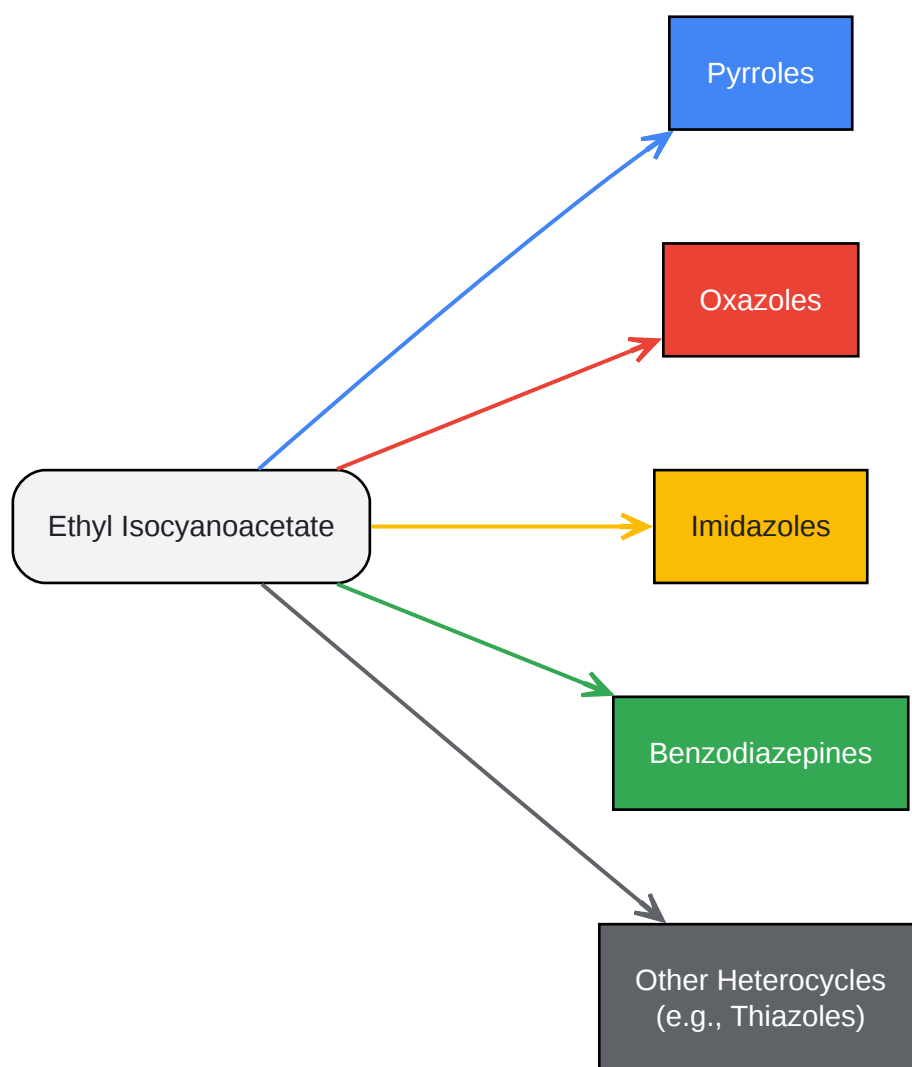 Pyrroles
Oxazoles
Ethyl Isocyanoacetate
Imidazoles
Benzodiazepines
Other Heterocycles
(e.g., Thiazoles)